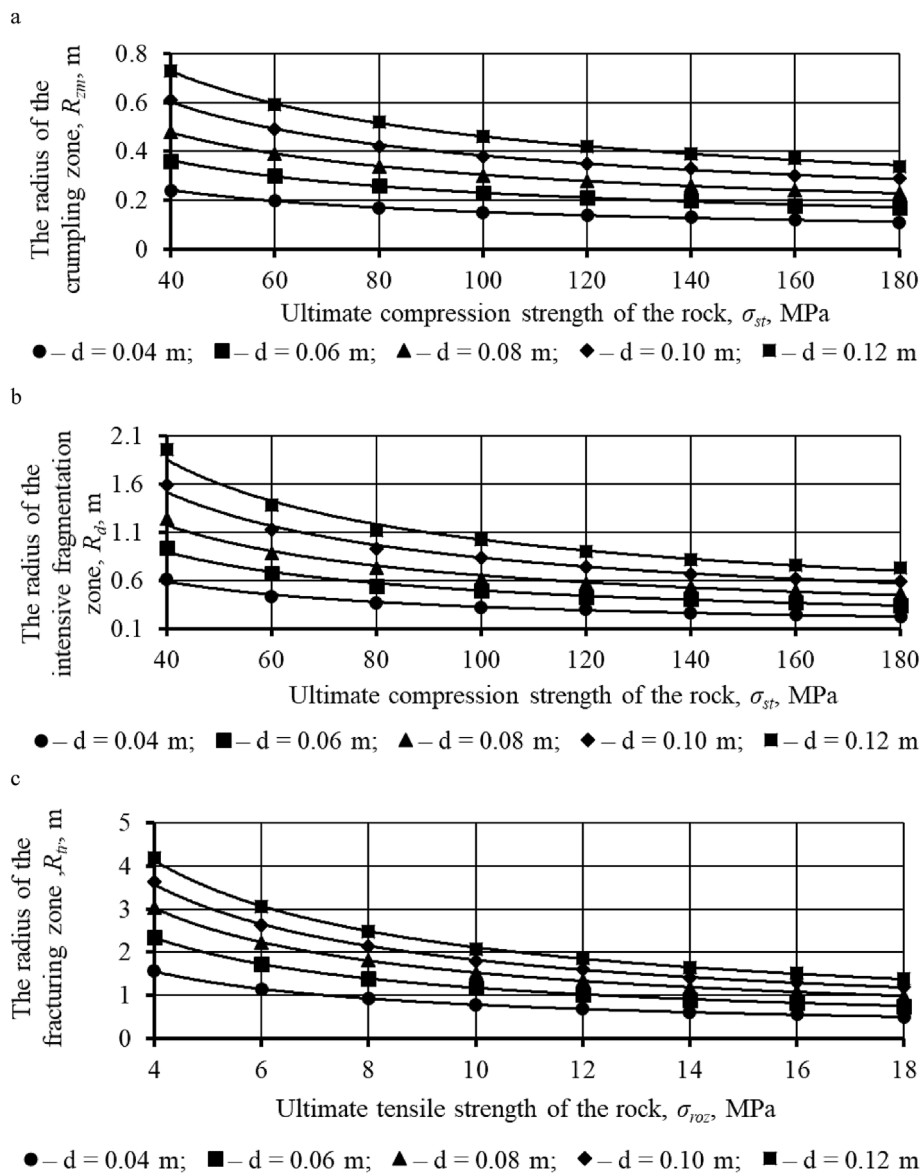 a
The radius of the
crumpling zone, Rzm, m
0.8
0.6
0.4
0.2
0
40 60 80 100 120 140 160 180
Ultimate compression strength of the rock, σst, MPa
● – d = 0.04 m; ■ – d = 0.06 m; ▲ – d = 0.08 m; ◆ – d = 0.10 m; ■ – d = 0.12 m
b
The radius of the
intensive fragmentation
zone, Rd, m
2.1
1.6
1.1
0.6
0.1
40 60 80 100 120 140 160 180
Ultimate compression strength of the rock, σst, MPa
● – d = 0.04 m; ■ – d = 0.06 m; ▲ – d = 0.08 m; ◆ – d = 0.10 m; ■ – d = 0.12 m
c
The radius of the
fracturing zone ,Rtr, m
5
4
3
2
1
0
4 6 8 10 12 14 16 18
Ultimate tensile strength of the rock, σroz, MPa
● – d = 0.04 m; ■ – d = 0.06 m; ▲ – d = 0.08 m; ◆ – d = 0.10 m; ■ – d = 0.12 m